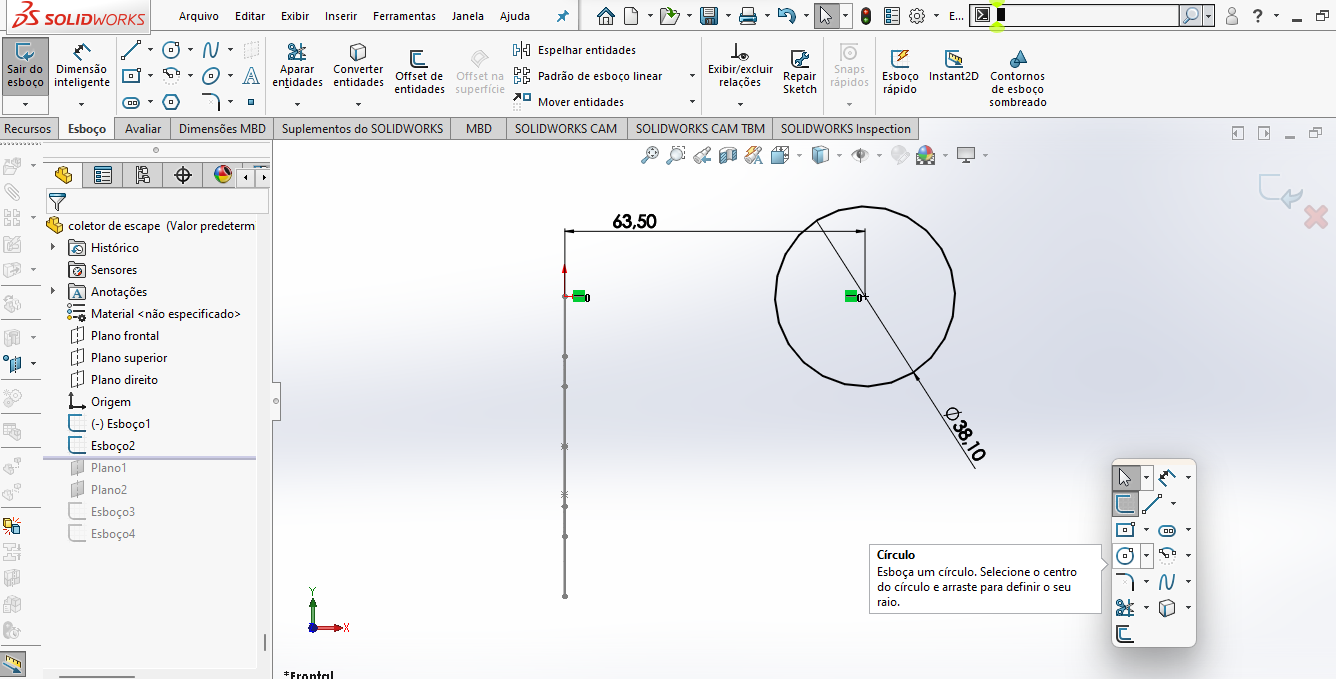 SOLIDWORKS
Arquivo Editar Exibir Inserir Ferramentas Janela Ajuda
E...
Sair do esboço
Dimensão inteligente
Aparar entidades
Converter entidades
Offset de entidades
Offset na superfície
Espelhar entidades
Padrão de esboço linear
Mover entidades
Exibir/excluir relações
Repair Sketch
Snaps rápidos
Esboço rápido
Instant2D
Contornos de esboço sombreado
Recursos Esboço Avaliar Dimensões MBD Suplementos do SOLIDWORKS MBD SOLIDWORKS CAM SOLIDWORKS CAM TBM SOLIDWORKS Inspection
coletor de escape (Valor predeterm
Histórico
Sensores
Anotações
Material <não especificado>
Plano frontal
Plano superior
Plano direito
Origem
(-) Esboço1
Esboço2
Plano1
Plano2
Esboço3
Esboço4
63,50
0
0
Ø38,10
Círculo
Esboça um círculo. Selecione o centro
do círculo e arraste para definir o seu
raio.
Y
X
*Frontal